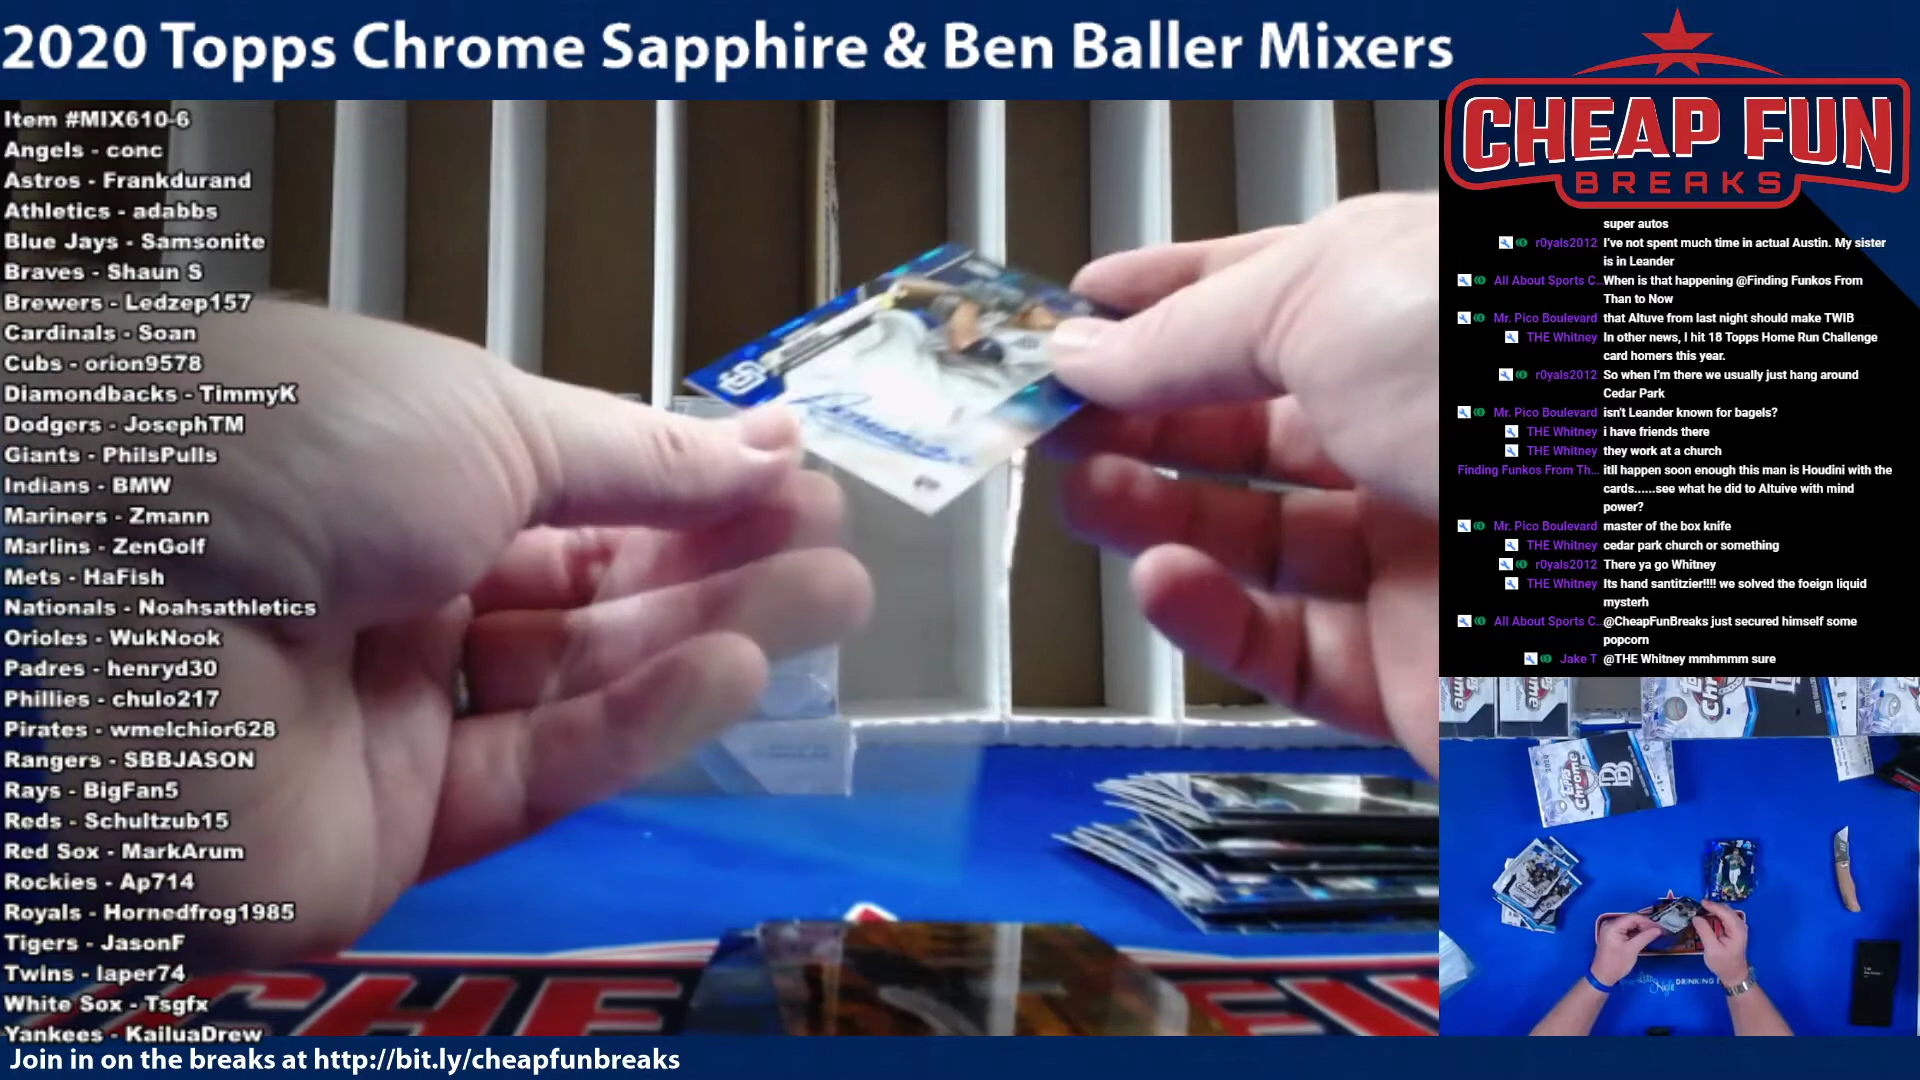 2020 Topps Chrome Sapphire & Ben Baller Mixers
CHEAP FUN
BREAKS
Item #MIX610-6
Angels - conc
Astros - Frankdurand
Athletics - adabbs
Blue Jays - Samsonite
Braves - Shaun S
Brewers - Ledzep157
Cardinals - Soan
Cubs - orion9578
Diamondbacks - TimmyK
Dodgers - JosephTM
Giants - PhilsPulls
Indians - BMW
Mariners - Zmann
Marlins - ZenGolf
Mets - HaFish
Nationals - Noahsathletics
Orioles - WukNook
Padres - henryd30
Phillies - chulo217
Pirates - wmelchior628
Rangers - SBBJASON
Rays - BigFan5
Reds - Schultzub15
Red Sox - MarkArum
Rockies - Ap714
Royals - Hornedfrog1985
Tigers - JasonF
Twins - laper74
White Sox - Tsgfx
Yankees - KailuaDrew
super autos
r0yals2012 I've not spent much time in actual Austin. My sister
is in Leander
All About Sports C... When is that happening @Finding Funkos From
Than to Now
Mr. Pico Boulevard that Altuve from last night should make TWIB
THE Whitney In other news, I hit 18 Topps Home Run Challenge
card homers this year.
r0yals2012 So when I'm there we usually just hang around
Cedar Park
Mr. Pico Boulevard isn't Leander known for bagels?
THE Whitney i have friends there
THE Whitney they work at a church
Finding Funkos From Th... itll happen soon enough this man is Houdini with the
cards......see what he did to Altuive with mind
power?
Mr. Pico Boulevard master of the box knife
THE Whitney cedar park church or something
r0yals2012 There ya go Whitney
THE Whitney Its hand santitzier!!!! we solved the foeign liquid
mysterh
All About Sports C... @CheapFunBreaks just secured himself some
popcorn
Jake T @THE Whitney mmhmmm sure
SD
CHE
FU
Chrome
DRINKING
Join in on the breaks at http://bit.ly/cheapfunbreaks